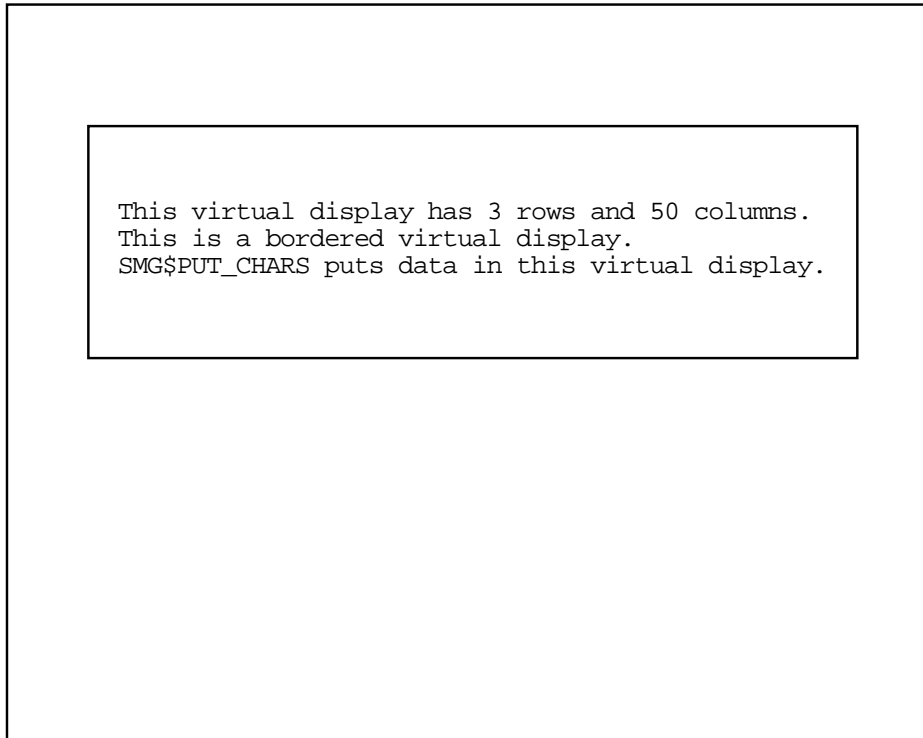 This virtual display has 3 rows and 50 columns.
This is a bordered virtual display.
SMG$PUT_CHARS puts data in this virtual display.